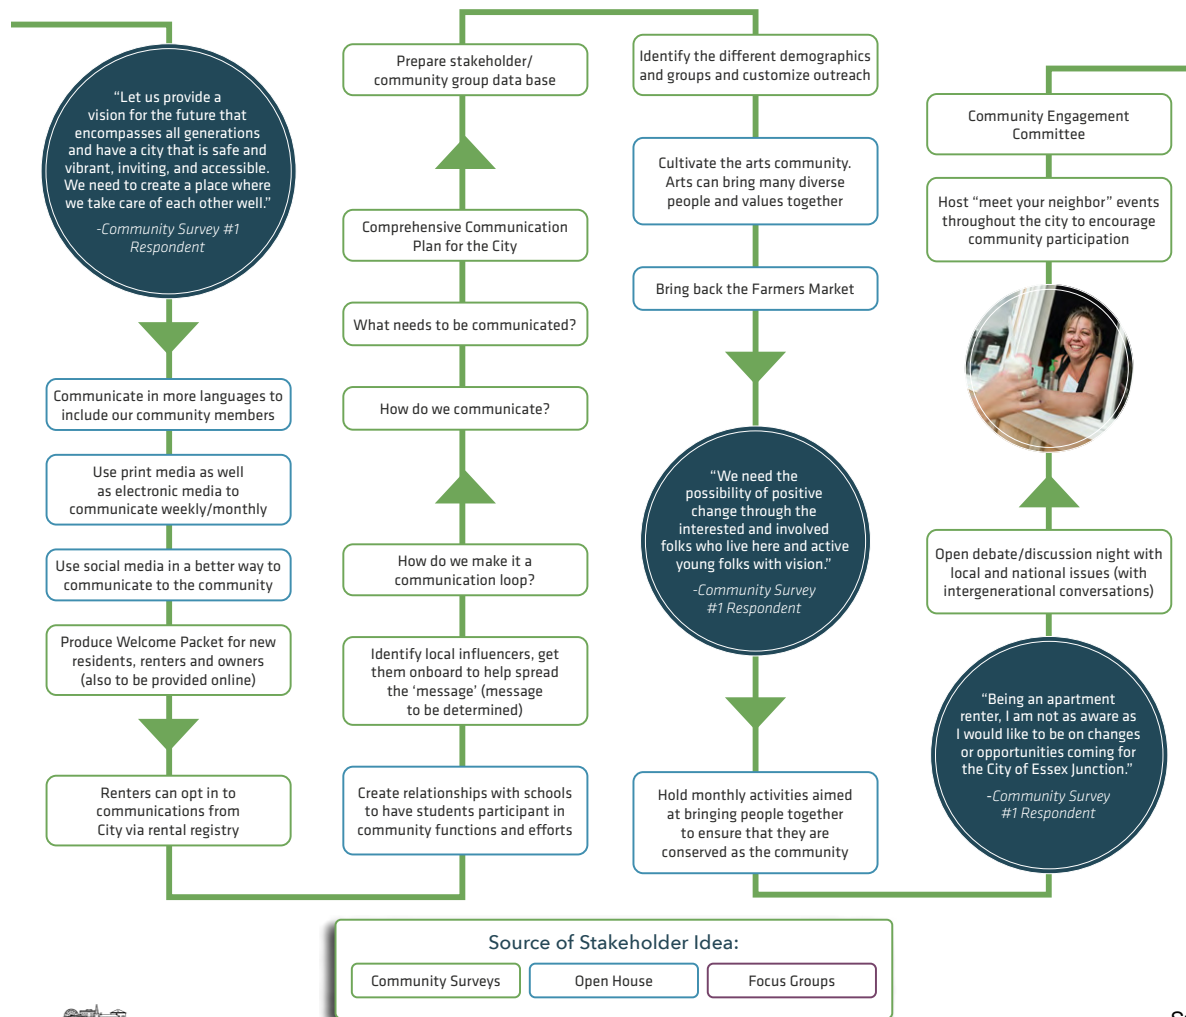 “Let us provide a
vision for the future that
encompasses all generations
and have a city that is safe and
vibrant, inviting, and accessible.
We need to create a place where
we take care of each other well.”
-Community Survey #1
Respondent
Communicate in more languages to
include our community members
Use print media as well
as electronic media to
communicate weekly/monthly
Use social media in a better way to
communicate to the community
Produce Welcome Packet for new
residents, renters and owners
(also to be provided online)
Renters can opt in to
communications from
City via rental registry
Prepare stakeholder/
community group data base
Comprehensive Communication
Plan for the City
What needs to be communicated?
How do we communicate?
How do we make it a
communication loop?
Identify local influencers, get
them onboard to help spread
the ‘message’ (message
to be determined)
Create relationships with schools
to have students participant in
community functions and efforts
Identify the different demographics
and groups and customize outreach
Cultivate the arts community.
Arts can bring many diverse
people and values together
Bring back the Farmers Market
“We need the
possibility of positive
change through the
interested and involved
folks who live here and active
young folks with vision.”
-Community Survey
#1 Respondent
Hold monthly activities aimed
at bringing people together
to ensure that they are
conserved as the community
Community Engagement
Committee
Host “meet your neighbor” events
throughout the city to encourage
community participation
Open debate/discussion night with
local and national issues (with
intergenerational conversations)
“Being an apartment
renter, I am not as aware as
I would like to be on changes
or opportunities coming for
the City of Essex Junction.”
-Community Survey
#1 Respondent
Source of Stakeholder Idea:
Community Surveys
Open House
Focus Groups